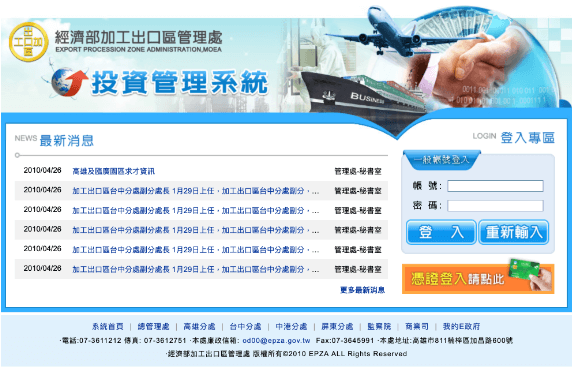 經濟部加工出口區管理處
EXPORT PROCESSION ZONE ADMINISTRATION,MOEA
投資管理系統
BUSINESS
NEWS 最新消息
2010/04/26 高雄及臨廣園區求才資訊 管理處-秘書室
2010/04/26 加工出口區台中分處副分處長 1月29日上任，加工出口區台中分處副分，... 管理處-秘書室
2010/04/26 加工出口區台中分處副分處長 1月29日上任，加工出口區台中分處副分，... 管理處-秘書室
2010/04/26 加工出口區台中分處副分處長 1月29日上任，加工出口區台中分處副分，... 管理處-秘書室
2010/04/26 加工出口區台中分處副分處長 1月29日上任，加工出口區台中分處副分，... 管理處-秘書室
2010/04/26 加工出口區台中分處副分處長 1月29日上任，加工出口區台中分處副分，... 管理處-秘書室
更多最新消息
LOGIN 登入專區
一般帳號登入
帳 號:
密 碼:
登 入 重新輸入
憑證登入請點此
系統首頁 | 總管理處 | 高雄分處 | 台中分處 | 中港分處 | 屏東分處 | 監察院 | 商業司 | 我的E政府
·電話:07-3611212 傳真: 07-3612751 ·本處廉政信箱: od00@epza.gov.tw Fax:07-3645991 ·本處地址:高雄市811楠梓區加昌路600號
·經濟部加工出口區管理處 版權所有©2010 EPZA ALL Rights Reserved